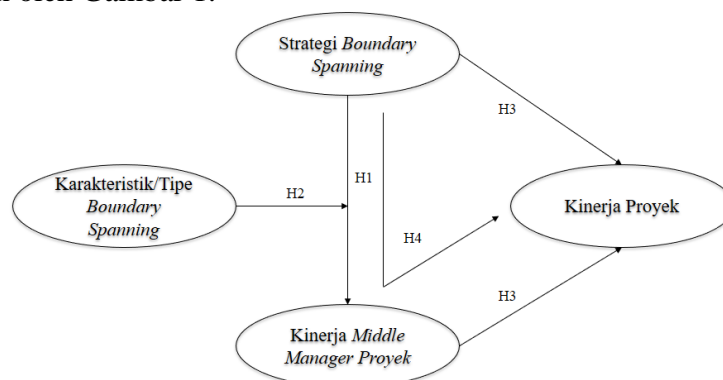 oleh Gambar 1.
Strategi Boundary
Spanning
H3
Karakteristik/Tipe
Boundary
Spanning
H2
H1
Kinerja Proyek
H4
H3
Kinerja Middle
Manager Proyek